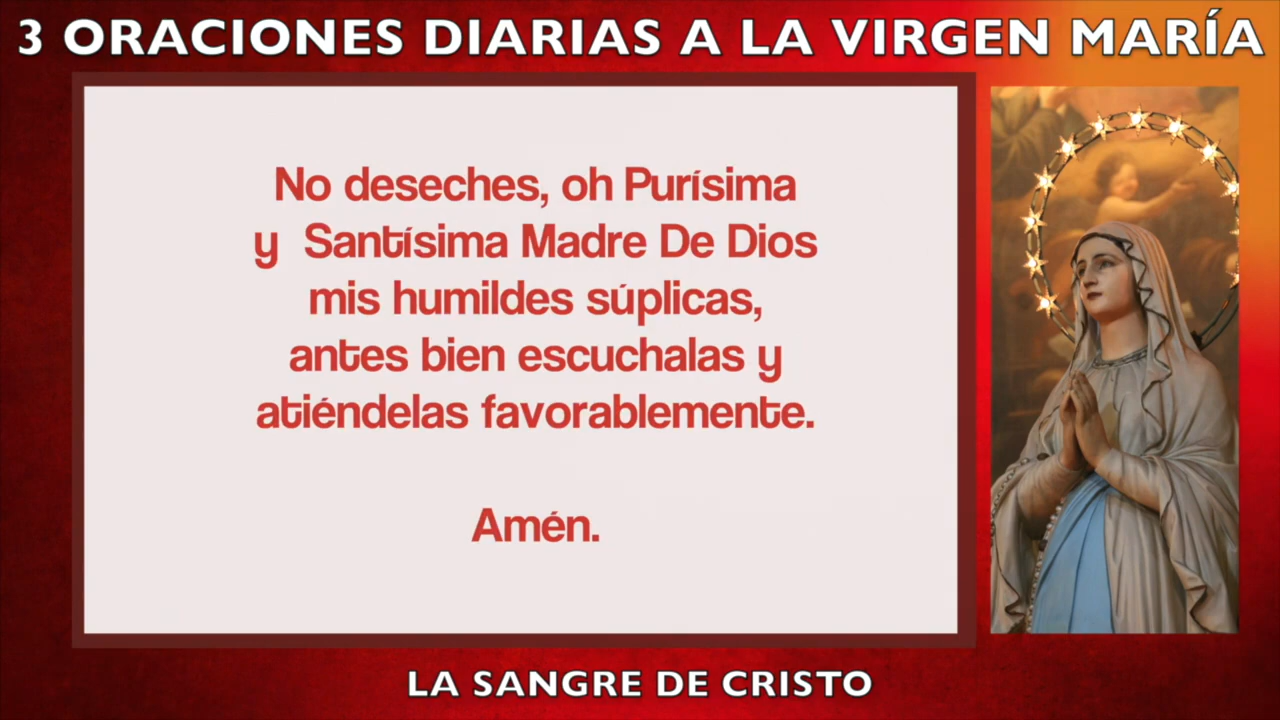 3 ORACIONES DIARIAS A LA VIRGEN MARÍA
No deseches, oh Purísima
y Santísima Madre De Dios
mis humildes súplicas,
antes bien escuchalas y
atiéndelas favorablemente.
Amén.
LA SANGRE DE CRISTO